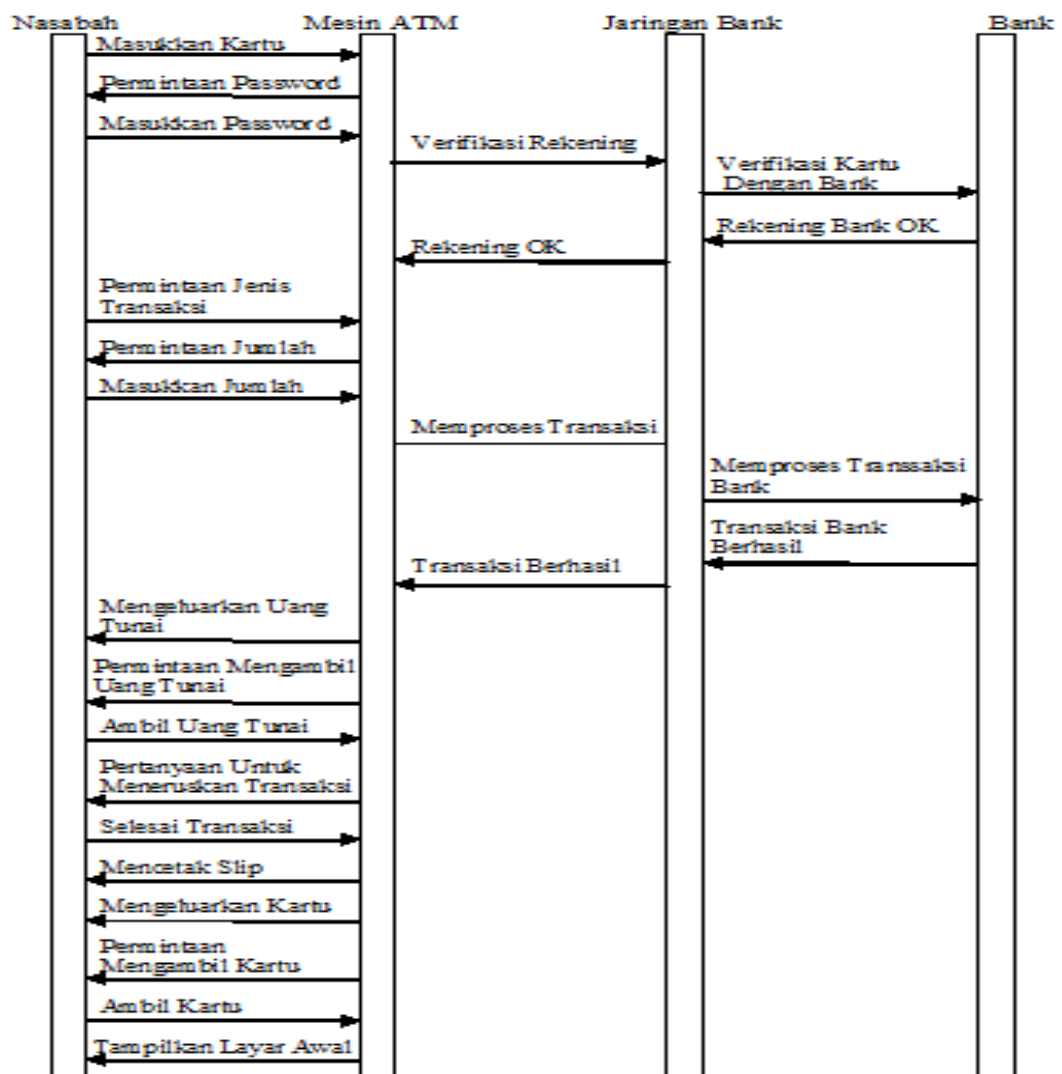 Nasabah Mesin ATM Jaringan Bank Bank
Masukkan Kartu
Permintaan Password
Masukkan Password
Verifikasi Rekening
Verifikasi Kartu
Dengan Bank
Rekening Bank OK
Rekening OK
Permintaan Jenis
Transaksi
Permintaan Jumlah
Masukkan Jumlah
Memproses Transaksi
Memproses Transsaksi
Bank
Transaksi Bank
Berhasil
Transaksi Berhasil
Mengeluarkan Uang
Tunai
Permintaan Mengambil
Uang Tunai
Ambil Uang Tunai
Pertanyaan Untuk
Meneruskan Transaksi
Selesai Transaksi
Mencetak Slip
Mengeluarkan Kartu
Permintaan
Mengambil Kartu
Ambil Kartu
Tampilkan Layar Awal